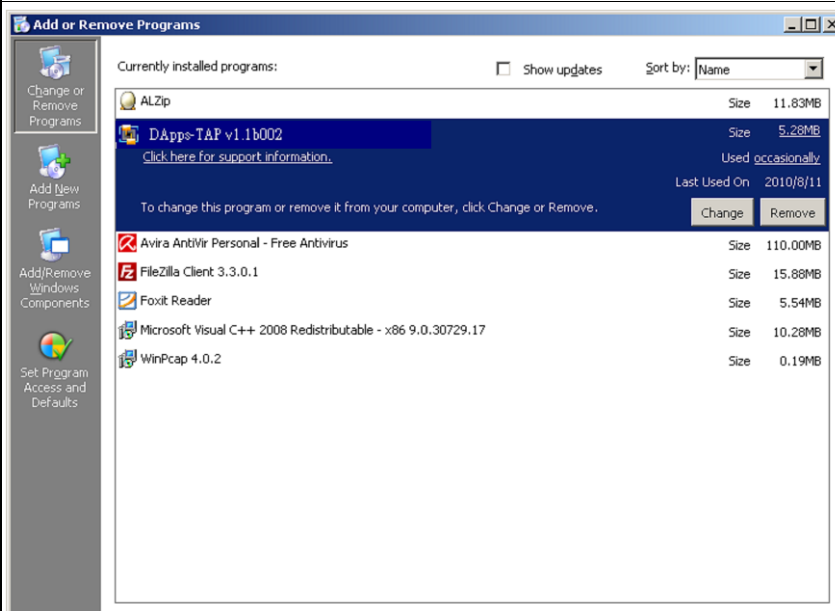 Add or Remove Programs
Change or
Remove
Programs
Add New
Programs
Add/Remove
Windows
Components
Set Program
Access and
Defaults
Currently installed programs:
Show updates
Sort by: Name
ALZip Size 11.83MB
DApps-TAP v1.1b002 Size 5.28MB
Click here for support information. Used occasionally
Last Used On 2010/8/11
To change this program or remove it from your computer, click Change or Remove. Change Remove
Avira AntiVir Personal - Free Antivirus Size 110.00MB
FileZilla Client 3.3.0.1 Size 15.88MB
Foxit Reader Size 5.54MB
Microsoft Visual C++ 2008 Redistributable - x86 9.0.30729.17 Size 10.28MB
WinPcap 4.0.2 Size 0.19MB